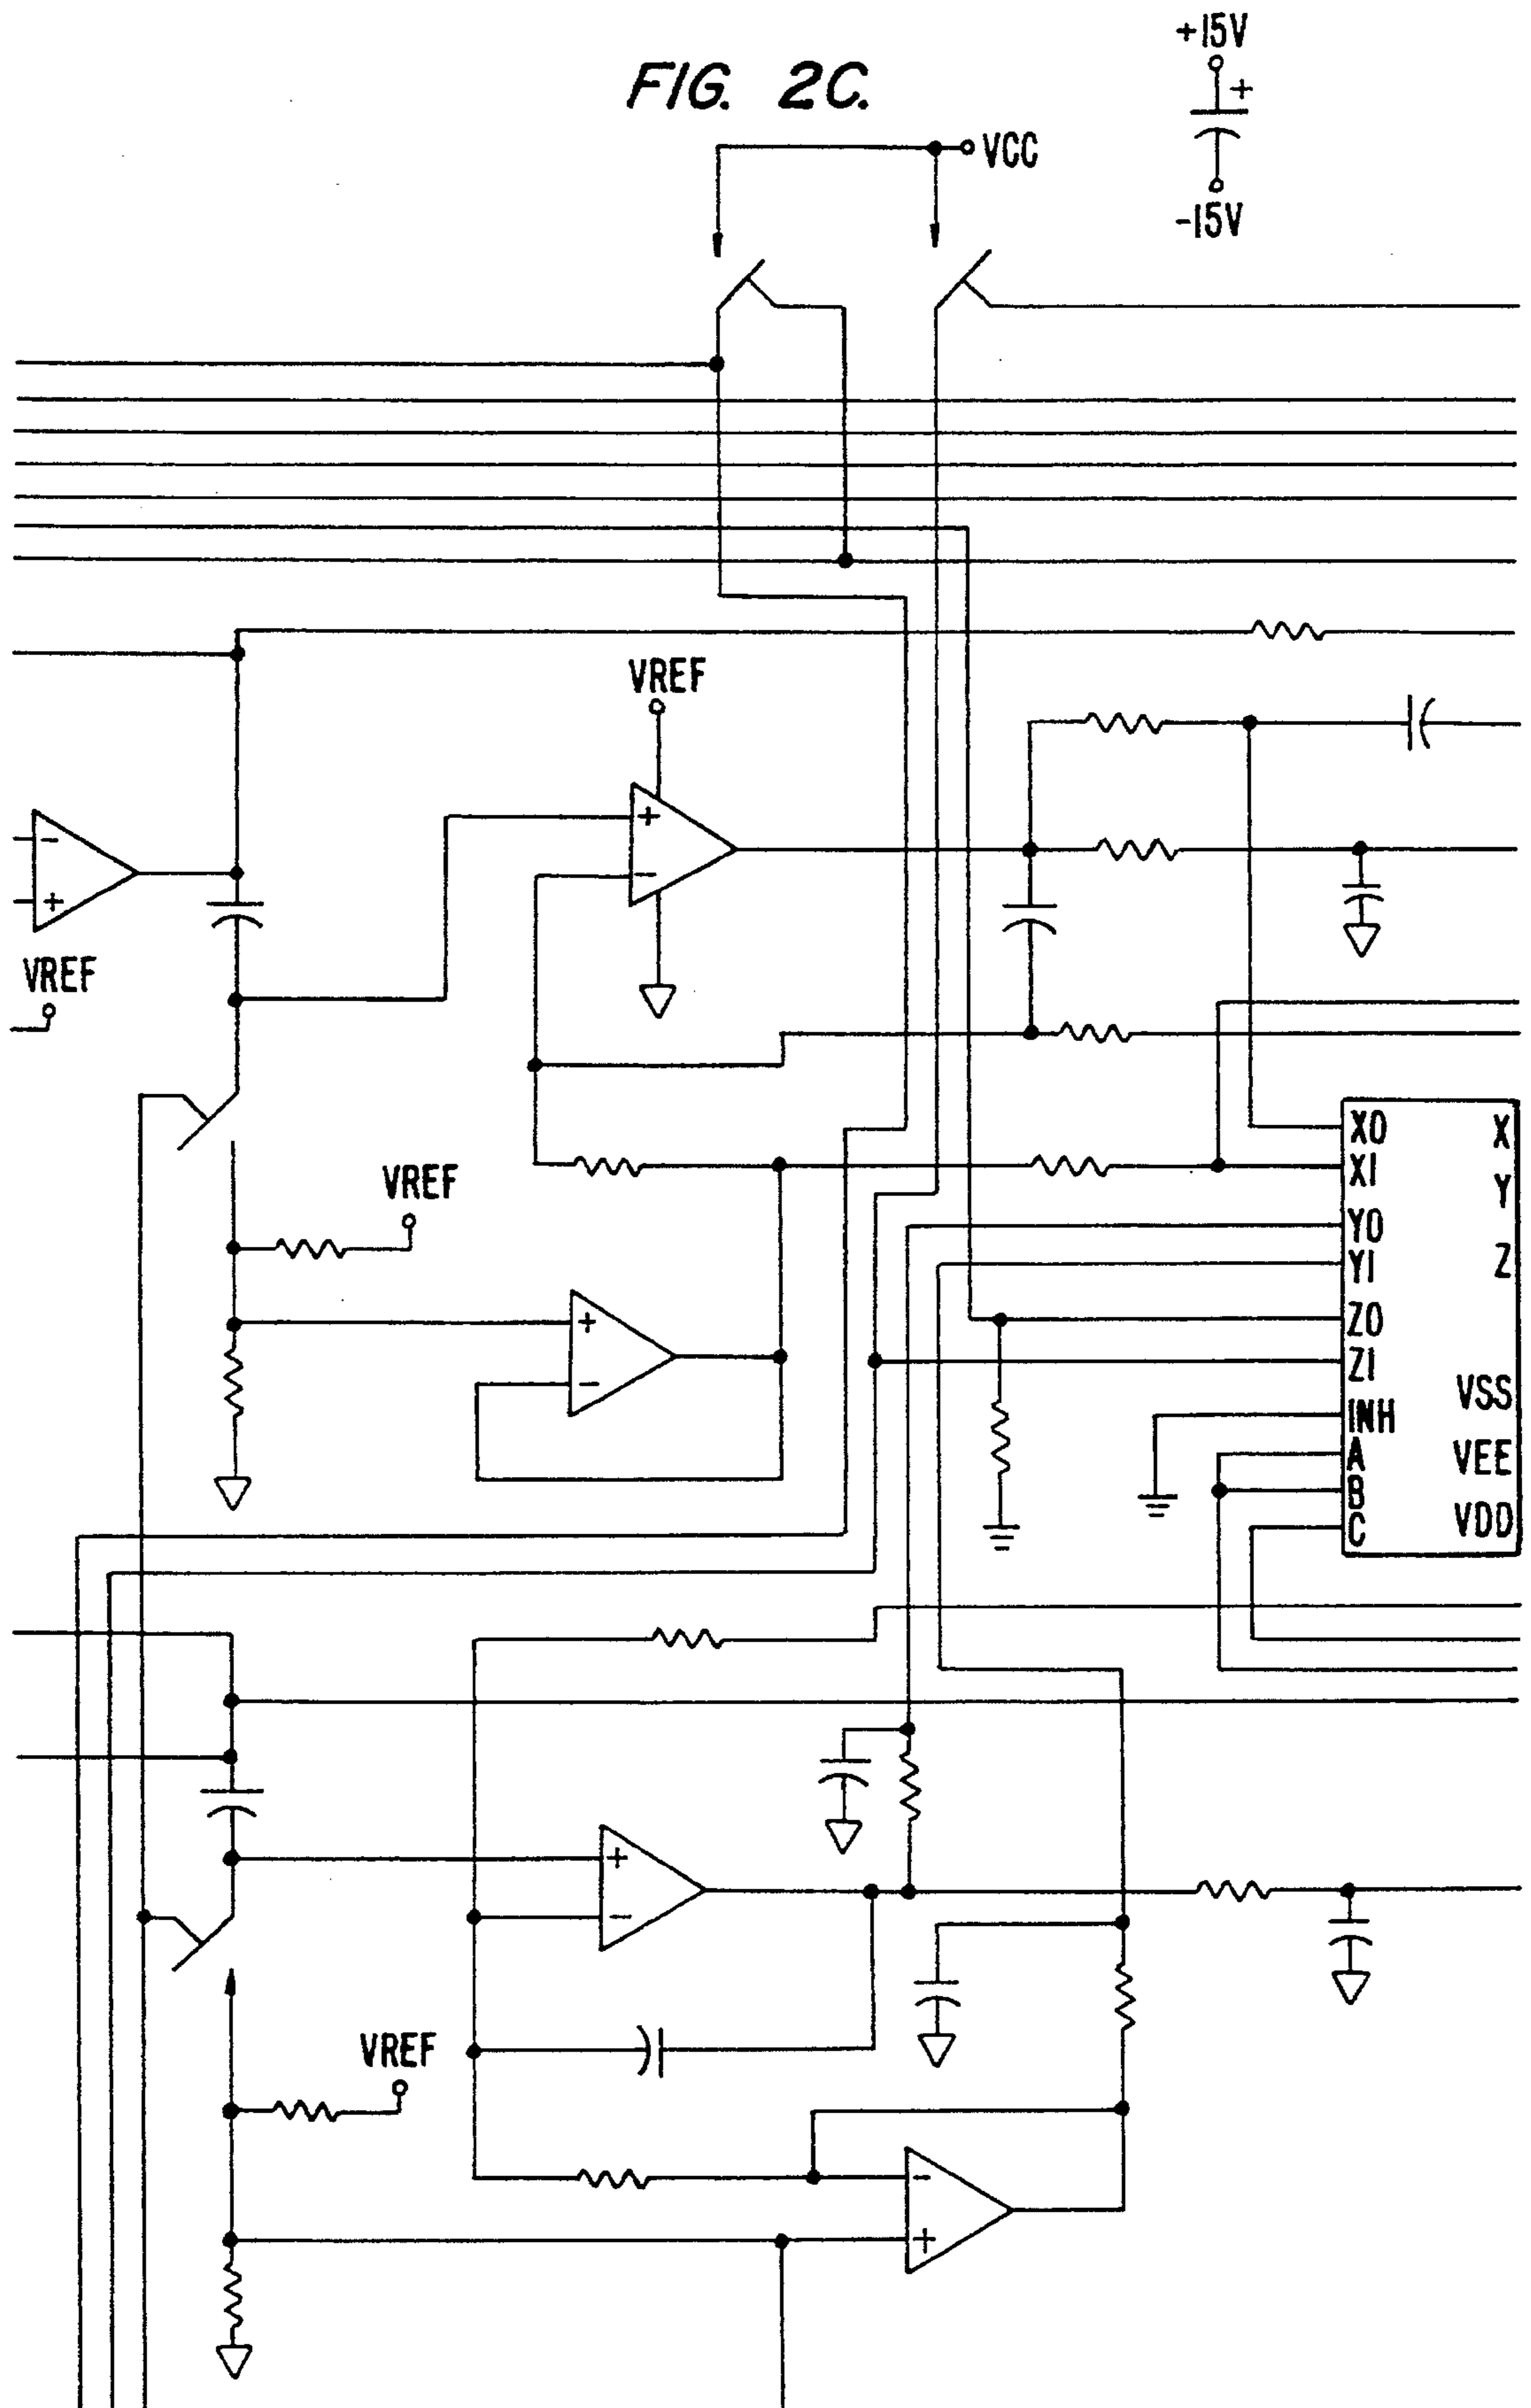 +15V
FIG. 2C.
+
VCC
-15V
VREF
+
-
-
+
VREF
X0 X
X1
VREF
Y
Y0
Y1 Z
Z0
+
Z1
-
VSS
INH
A VEE
B
C VDD
+
-
VREF
-
+